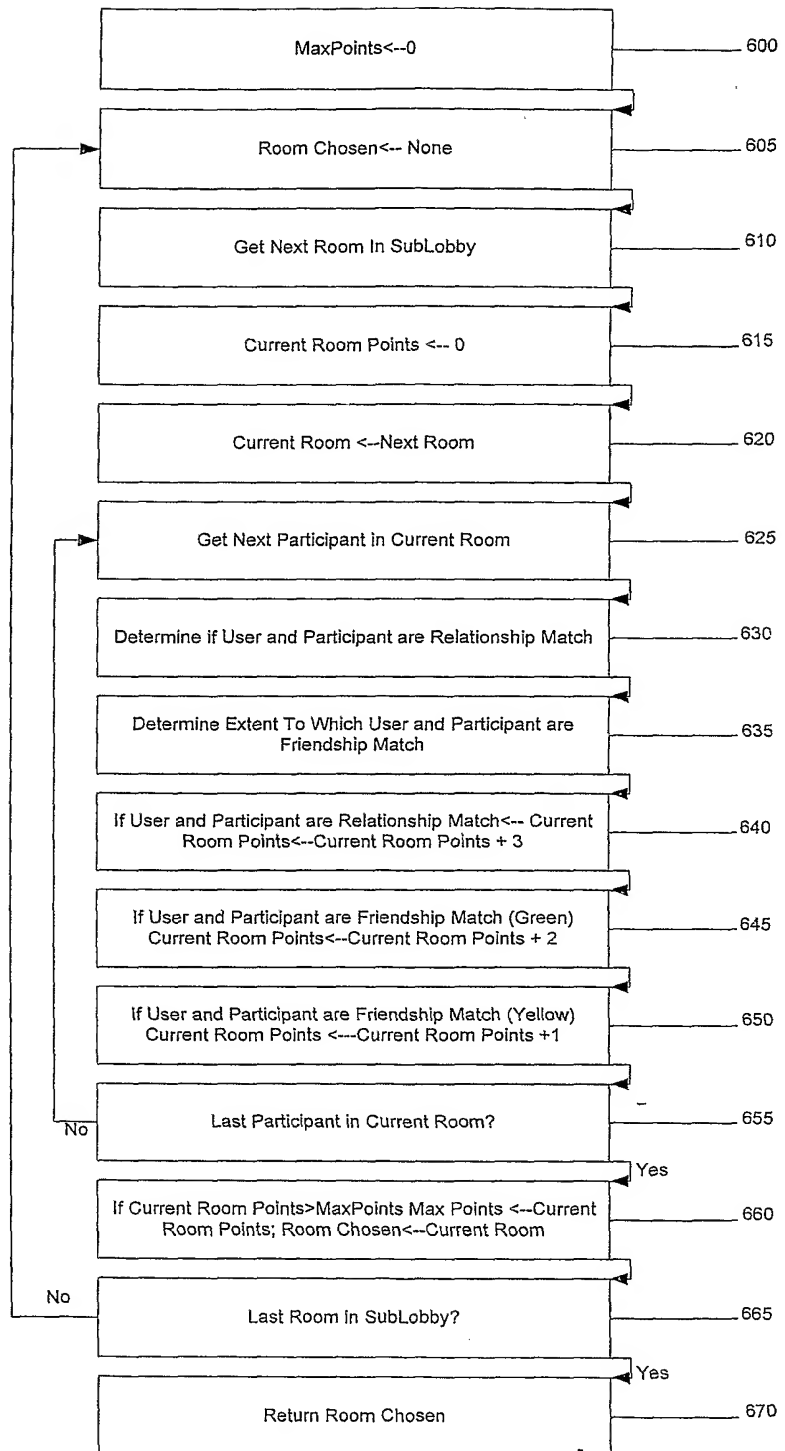 MaxPoints<--0
600
Room Chosen<-- None
605
Get Next Room In SubLobby
610
Current Room Points <-- 0
615
Current Room <--Next Room
620
Get Next Participant in Current Room
625
Determine if User and Participant are Relationship Match
630
Determine Extent To Which User and Participant are
Friendship Match
635
If User and Participant are Relationship Match<-- Current
Room Points<--Current Room Points + 3
640
If User and Participant are Friendship Match (Green)
Current Room Points<--Current Room Points + 2
645
If User and Participant are Friendship Match (Yellow)
Current Room Points <---Current Room Points +1
650
Last Participant in Current Room?
655
No
Yes
If Current Room Points>MaxPoints Max Points <--Current
Room Points; Room Chosen<--Current Room
660
No
Last Room in SubLobby?
665
Yes
Return Room Chosen
670